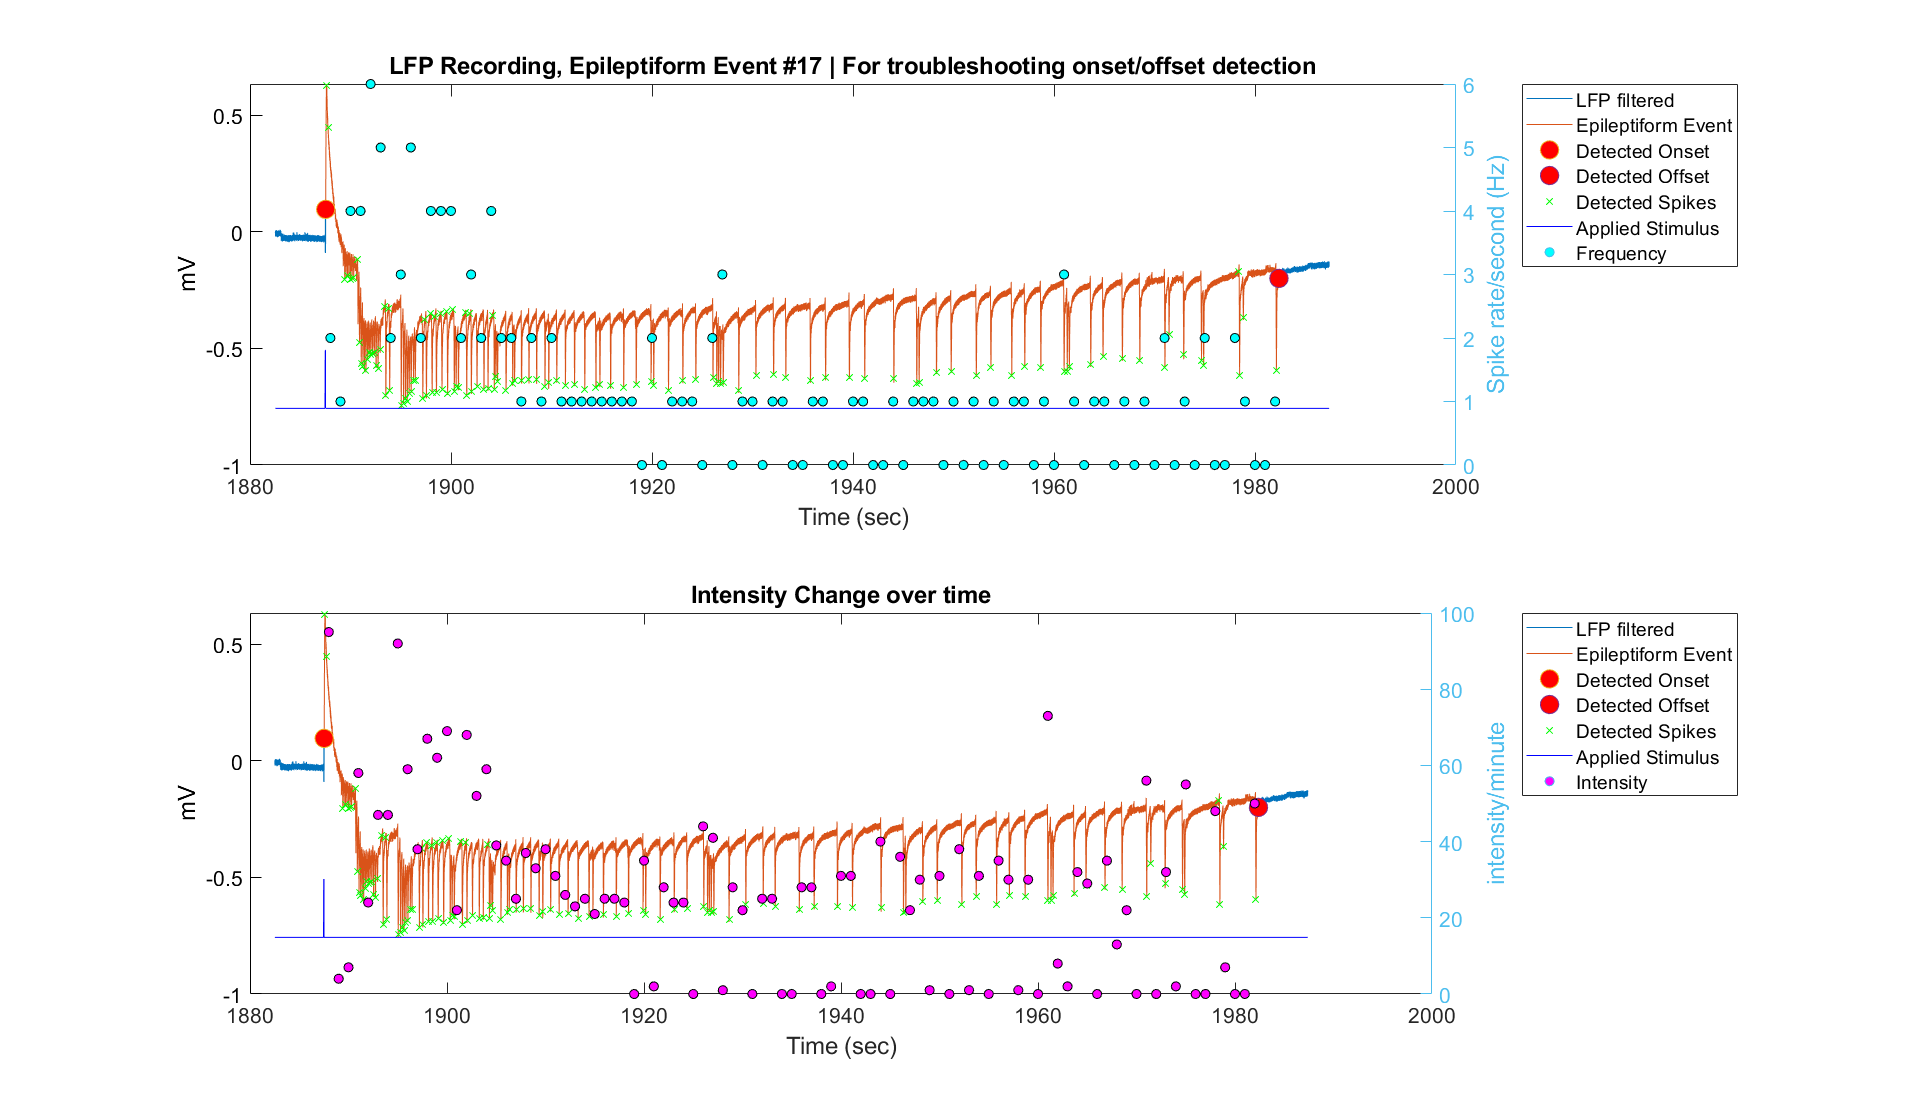 LFP Recording, Epileptiform Event #17 | For troubleshooting onset/offset detection
0.5
0
-0.5
-1
mV
1880
1900
1920
1940
1960
1980
2000
Time (sec)
6
5
4
3
2
1
0
Spike rate/second (Hz)
LFP filtered
Epileptiform Event
Detected Onset
Detected Offset
Detected Spikes
Applied Stimulus
Frequency
Intensity Change over time
0.5
0
-0.5
-1
mV
1880
1900
1920
1940
1960
1980
2000
Time (sec)
100
80
60
40
20
0
intensity/minute
LFP filtered
Epileptiform Event
Detected Onset
Detected Offset
Detected Spikes
Applied Stimulus
Intensity